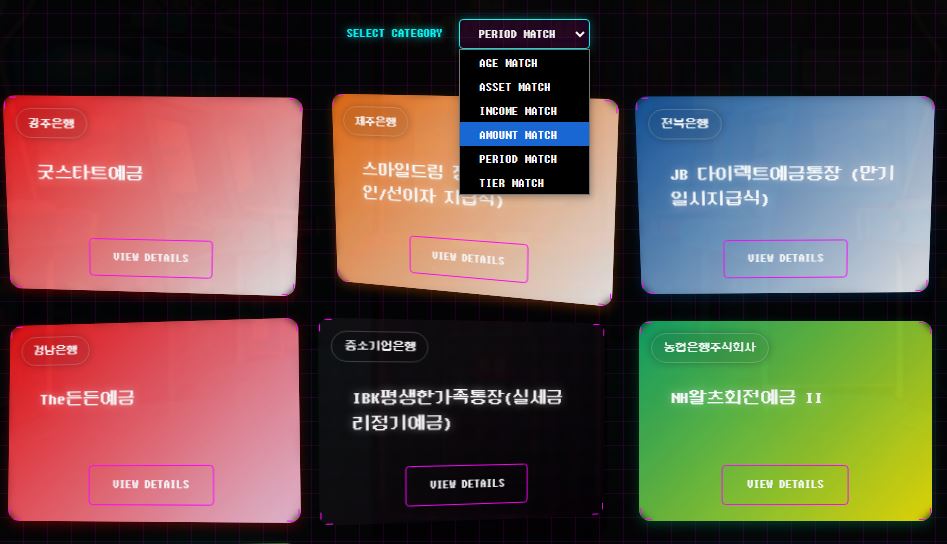 SELECT CATEGORY
PERIOD MATCH
AGE MATCH
ASSET MATCH
INCOME MATCH
AMOUNT MATCH
PERIOD MATCH
TIER MATCH
광주은행
굿스타트예금
VIEW DETAILS
제주은행
스마일드림 정
인/선이자 지급식)
VIEW DETAILS
전북은행
JB 다이렉트예금통장 (만기
일시지급식)
VIEW DETAILS
경남은행
The든든예금
VIEW DETAILS
중소기업은행
IBK평생한가족통장(실세금
리정기예금)
VIEW DETAILS
농협은행주식회사
NH왈츠회전예금 II
VIEW DETAILS